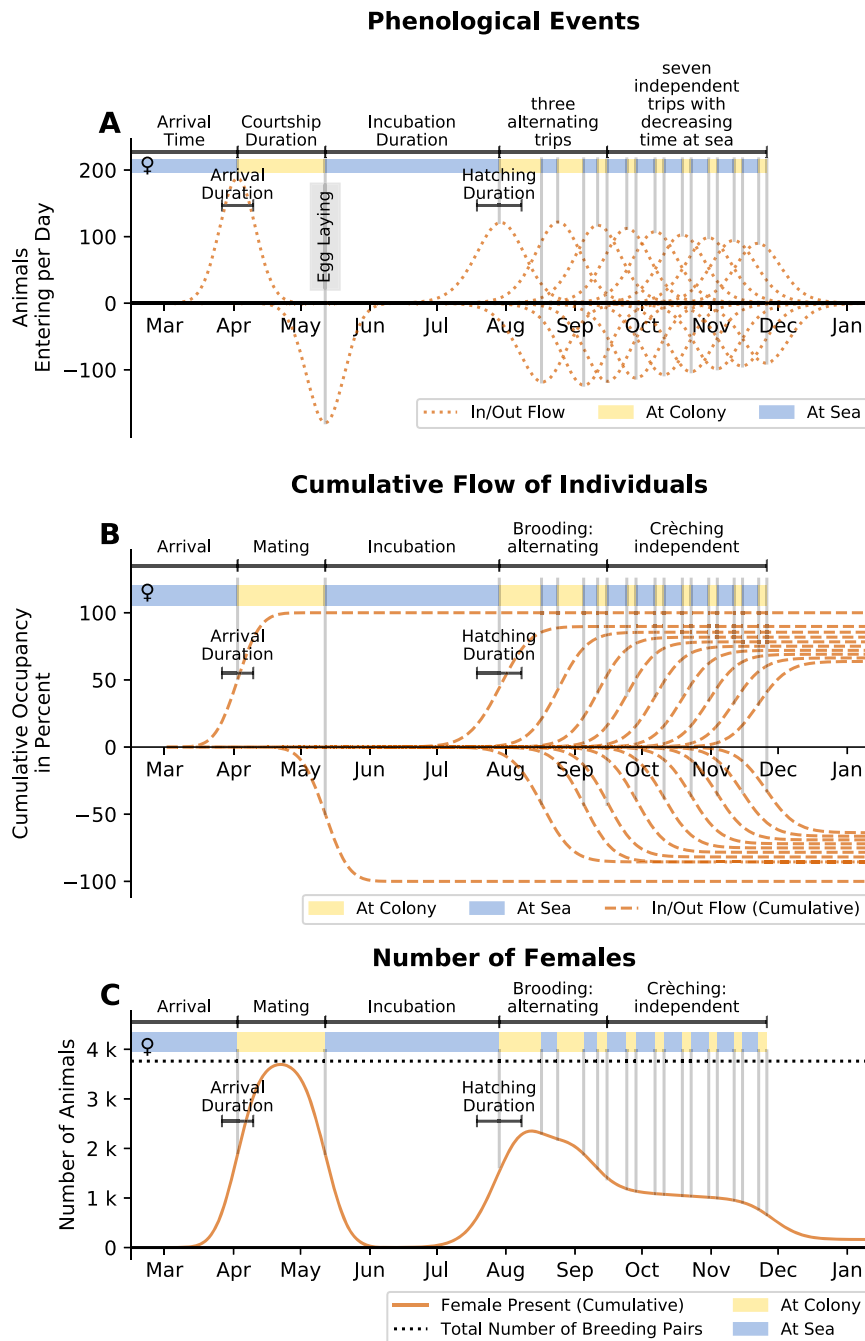 Phenological Events
A
Arrival
Time
Courtship
Duration
Incubation
Duration
three
alternating
trips
seven
independent
trips with
decreasing
time at sea
♀
Arrival
Duration
Egg Laying
Hatching
Duration
Animals
Entering per Day
200
100
0
−100
Mar Apr May Jun Jul Aug Sep Oct Nov Dec Jan
In/Out Flow At Colony At Sea
Cumulative Flow of Individuals
B
Arrival
Mating
Incubation
Brooding:
alternating
Crèching
independent
♀
Arrival
Duration
Hatching
Duration
Cumulative Occupancy
in Percent
100
50
0
−50
−100
Mar Apr May Jun Jul Aug Sep Oct Nov Dec Jan
At Colony At Sea In/Out Flow (Cumulative)
Number of Females
C
Arrival
Mating
Incubation
Brooding:
alternating
Crèching:
independent
♀
Arrival
Duration
Hatching
Duration
Number of Animals
4 k
3 k
2 k
1 k
0
Mar Apr May Jun Jul Aug Sep Oct Nov Dec Jan
Female Present (Cumulative) At Colony
Total Number of Breeding Pairs At Sea